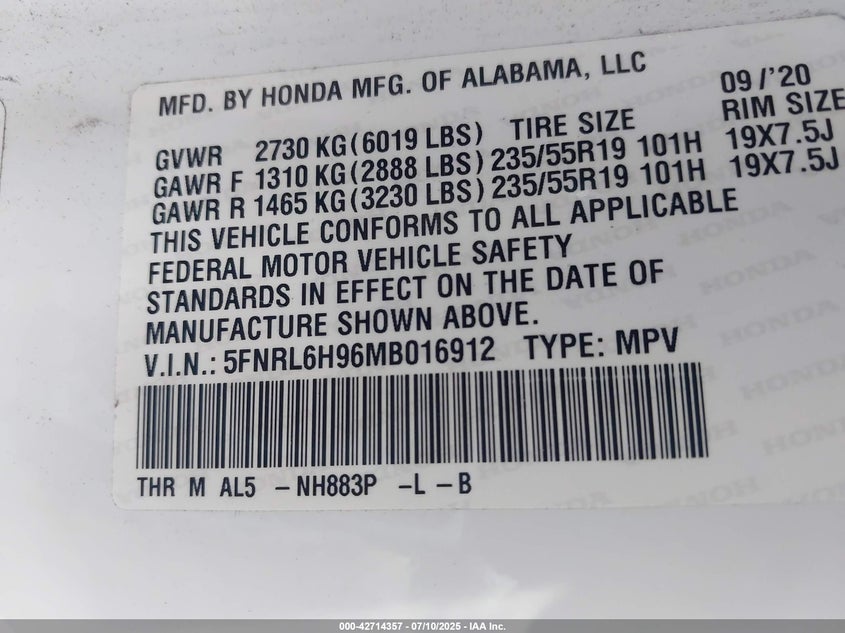 MFD. BY HONDA MFG. OF ALABAMA, LLC
09/'20
GVWR 2730 KG(6019 LBS) TIRE SIZE RIM SIZE
GAWR F 1310 KG(2888 LBS) 235/55R19 101H 19X7.5J
GAWR R 1465 KG(3230 LBS) 235/55R19 101H 19X7.5J
THIS VEHICLE CONFORMS TO ALL APPLICABLE
FEDERAL MOTOR VEHICLE SAFETY
STANDARDS IN EFFECT ON THE DATE OF
MANUFACTURE SHOWN ABOVE.
V.I.N.: 5FNRL6H96MB016912 TYPE: MPV
THR M AL5 -NH883P -L -B
000-42714357 - 07/10/2025 - IAA Inc.